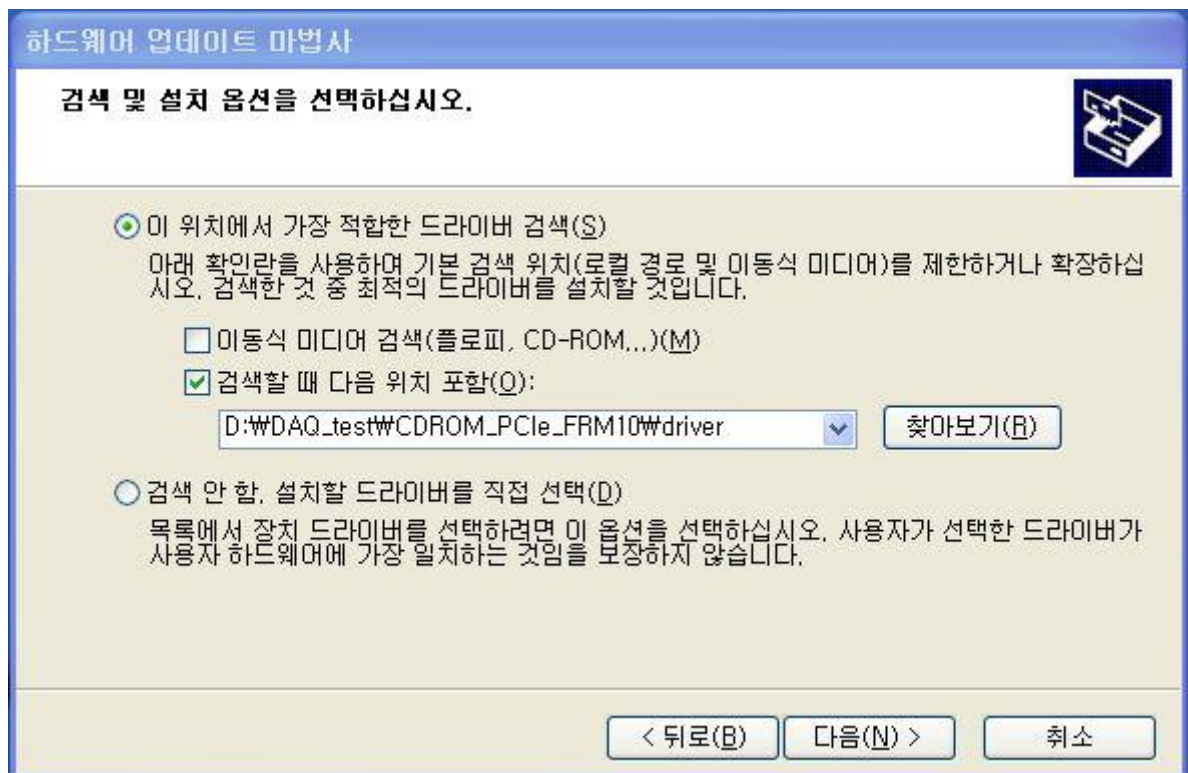 하드웨어 업데이트 마법사
검색 및 설치 옵션을 선택하십시오.
이 위치에서 가장 적합한 드라이버 검색(S)
아래 확인란을 사용하여 기본 검색 위치(로컬 경로 및 이동식 미디어)를 제한하거나 확장하십
시오. 검색한 것 중 최적의 드라이버를 설치할 것입니다.
이동식 미디어 검색(플로피, CD-ROM...)(M)
검색할 때 다음 위치 포함(O):
D:₩DAQ_test₩CDROM_PCIe_FRM10₩driver 찾아보기(R)
검색 안 함. 설치할 드라이버를 직접 선택(D)
목록에서 장치 드라이버를 선택하려면 이 옵션을 선택하십시오. 사용자가 선택한 드라이버가
사용자 하드웨어에 가장 일치하는 것임을 보장하지 않습니다.
< 뒤로(B) 다음(N) > 취소